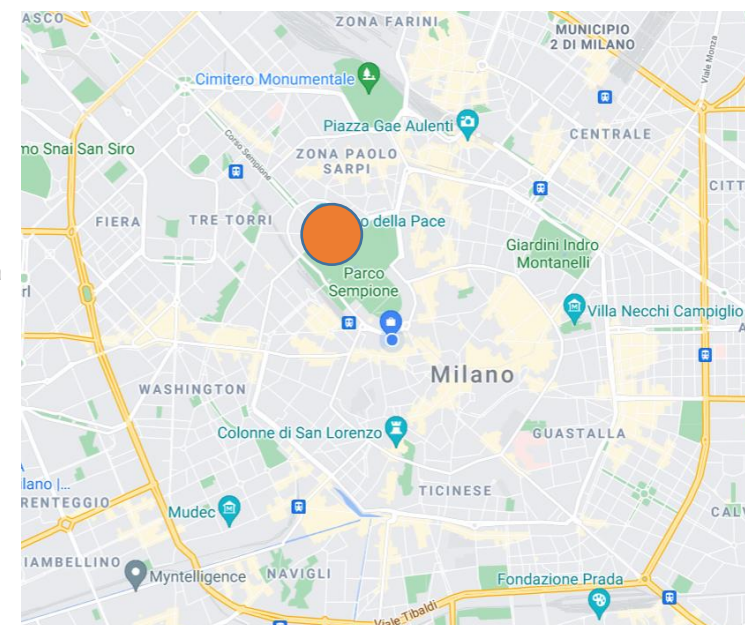 ASCO
ZONA FARINI
MUNICIPIO
2 DI MILANO
Viale Monza
Cimitero Monumentale
Piazza Gae Aulenti
CENTRALE
mo Snai San Siro
Corso Sempione
ZONA PAOLO
SARPI
CITT
FIERA
TRE TORRI
o della Pace
Giardini Indro
Montanelli
Parco
Sempione
rl
Villa Necchi Campiglio
A
Milano
WASHINGTON
Colonne di San Lorenzo
GUASTALLA
lano |...
RENTEGGIO
TICINESE
Mudec
CALV
IAMBELLINO
Myntelligence
NAVIGLI
Fondazione Prada
Viale Tibaldi